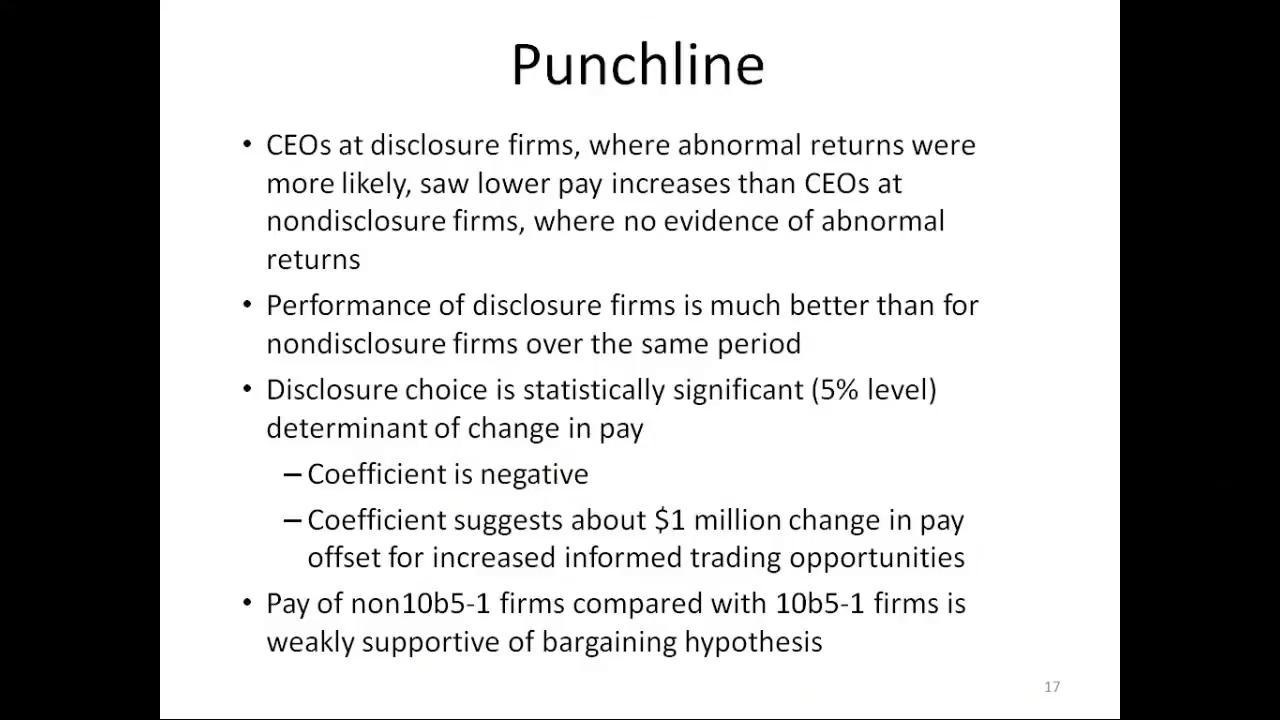 Punchline
• CEOs at disclosure firms, where abnormal returns were
more likely, saw lower pay increases than CEOs at
nondisclosure firms, where no evidence of abnormal
returns
• Performance of disclosure firms is much better than for
nondisclosure firms over the same period
• Disclosure choice is statistically significant (5% level)
determinant of change in pay
– Coefficient is negative
– Coefficient suggests about $1 million change in pay
offset for increased informed trading opportunities
• Pay of non10b5-1 firms compared with 10b5-1 firms is
weakly supportive of bargaining hypothesis
17